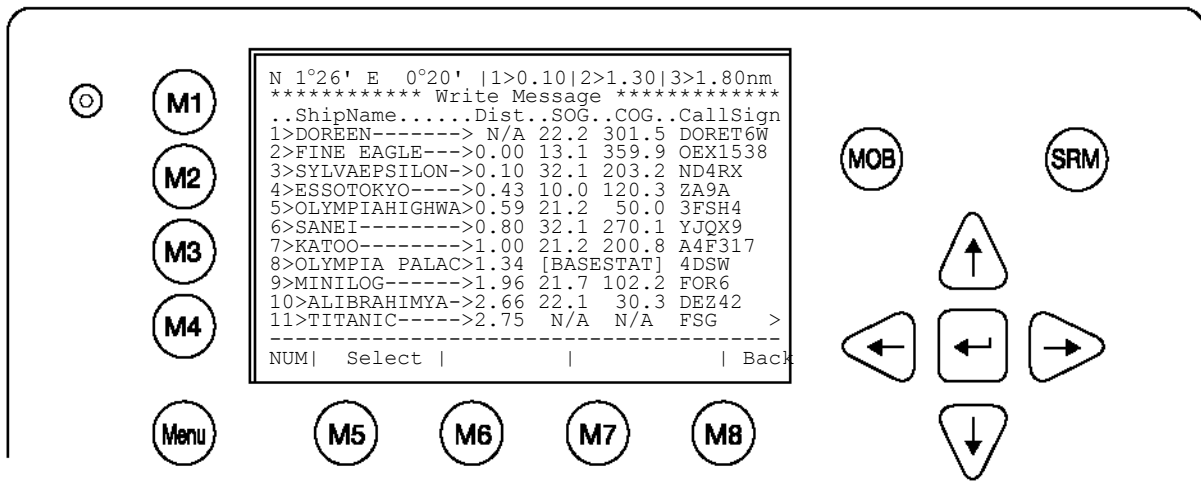 N 1°26' E 0°20' |1>0.10|2>1.30|3>1.80nm
************ Write Message *************
..ShipName......Dist..SOG..COG..CallSign
1>DOREEN-------> N/A 22.2 301.5 DORET6W
2>FINE EAGLE--->0.00 13.1 359.9 OEX1538
3>SYLVAEPSILON->0.10 32.1 203.2 ND4RX
4>ESSOTOKYO---->0.43 10.0 120.3 ZA9A
5>OLYMPIAHIGHWA>0.59 21.2 50.0 3FSH4
6>SANEI-------->0.80 32.1 270.1 YJQX9
7>KATOO-------->1.00 21.2 200.8 A4F317
8>OLYMPIA PALAC>1.34 [BASESTAT] 4DSW
9>MINILOG------>1.96 21.7 102.2 FOR6
10>ALIBRAHIMYA->2.66 22.1 30.3 DEZ42
11>TITANIC----->2.75 N/A N/A FSG >
----------------------------------------
NUM| Select | | | Back
M1
M2
M3
M4
Menu
M5 M6 M7 M8
MOB SRM